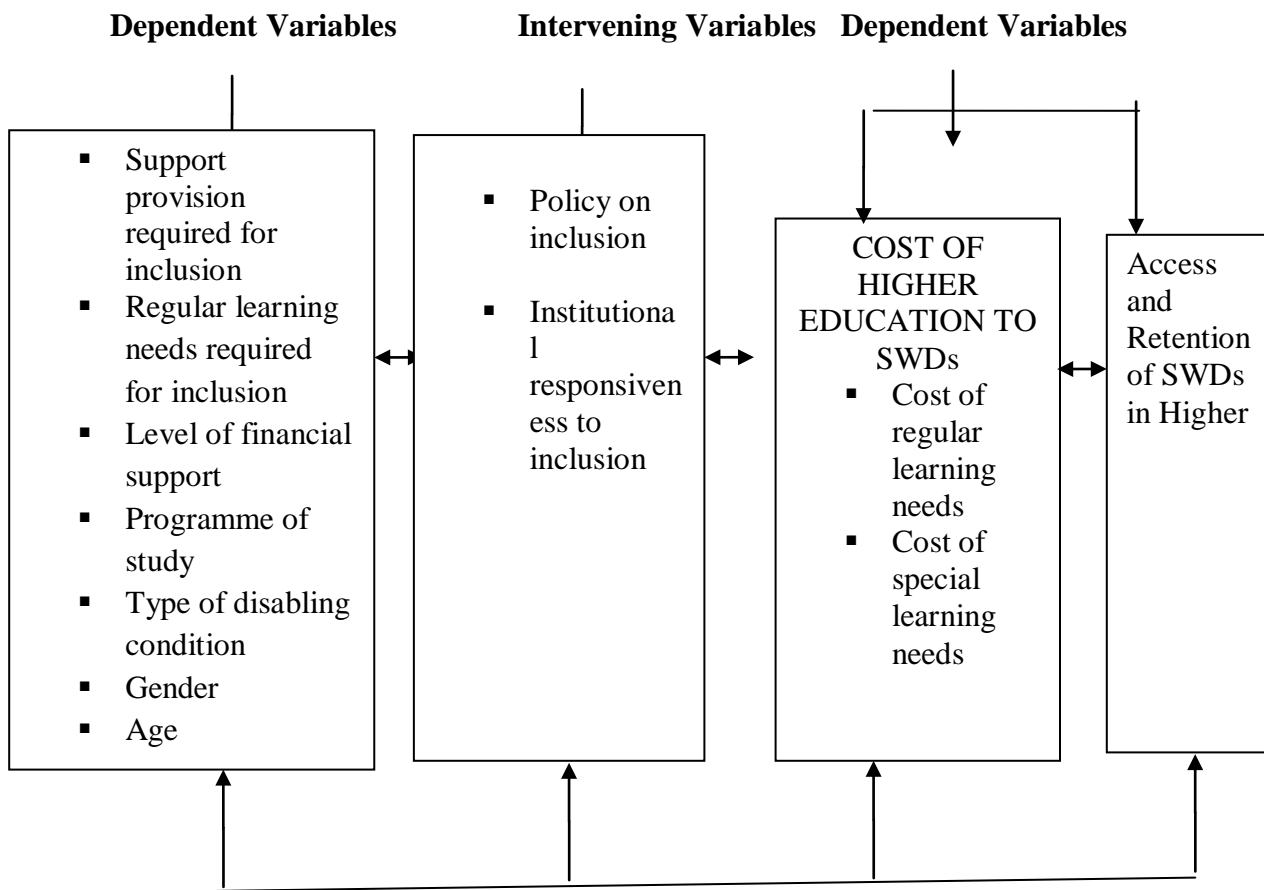 Dependent Variables
Intervening Variables
Dependent Variables
▪ Support
provision
required for
inclusion
▪ Regular learning
needs required
for inclusion
▪ Level of financial
support
▪ Programme of
study
▪ Type of disabling
condition
▪ Gender
▪ Age
▪ Policy on
inclusion
▪ Institutiona
l
responsiven
ess to
inclusion
COST OF
HIGHER
EDUCATION TO
SWDs
▪ Cost of
regular
learning
needs
▪ Cost of
special
learning
needs
Access
and
Retention
of SWDs
in Higher